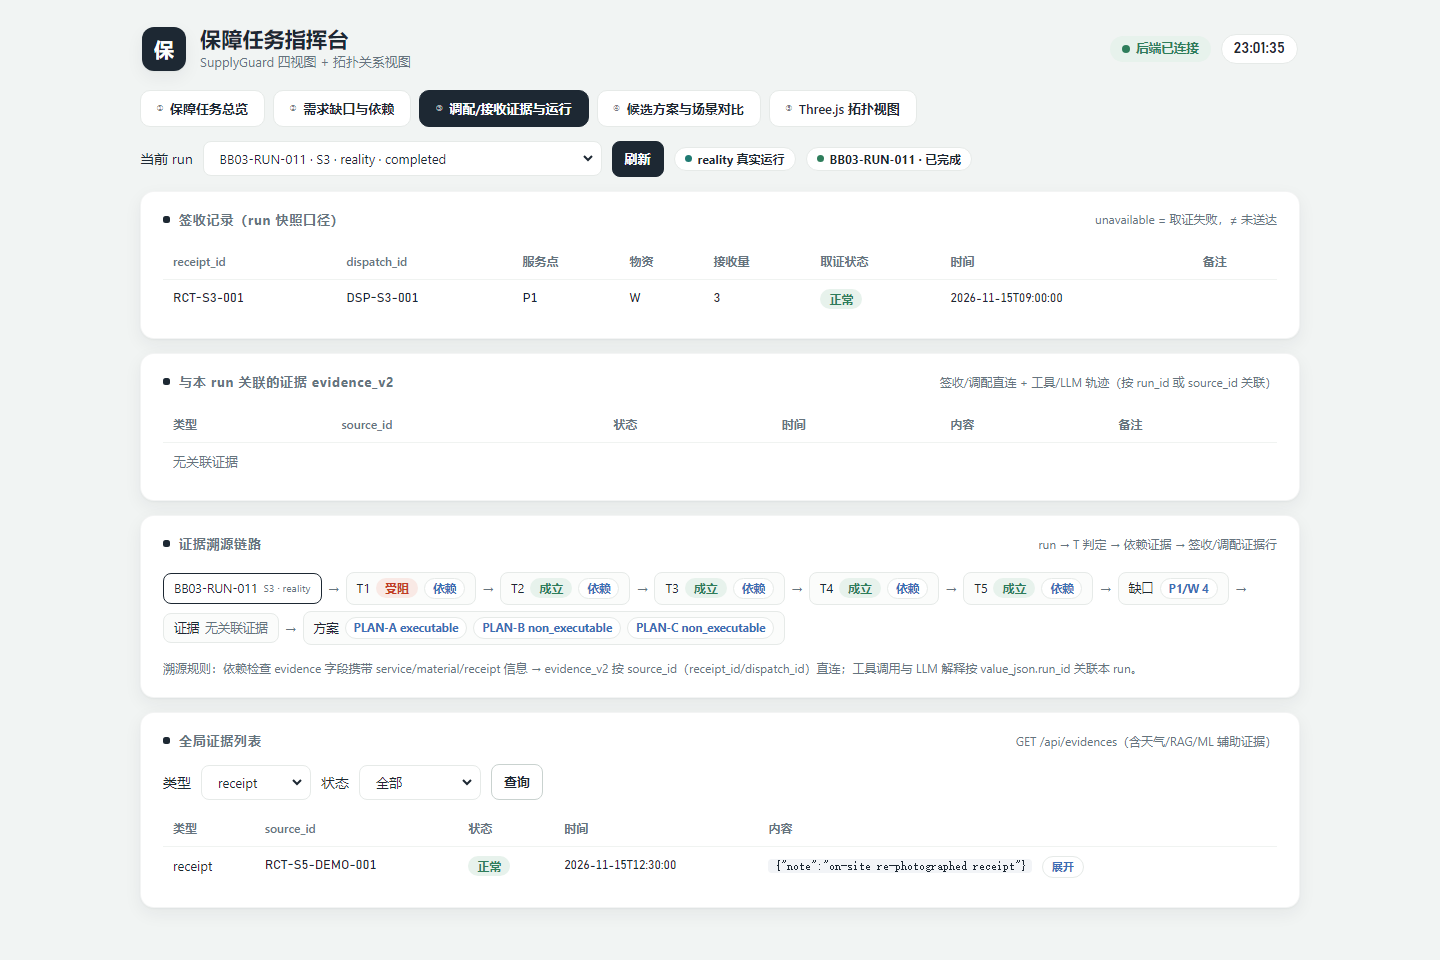 保
保障任务指挥台
SupplyGuard 四视图 + 拓扑关系视图
后端已连接
23:01:35
① 保障任务总览
② 需求缺口与依赖
③ 调配/接收证据与运行
④ 候选方案与场景对比
Three.js 拓扑视图
当前 run
BB03-RUN-011 · S3 · reality · completed
刷新
reality 真实运行
BB03-RUN-011 · 已完成
签收记录（run 快照口径）
unavailable = 取证失败，≠ 未送达
receipt_id dispatch_id 服务点 物资 接收量 取证状态 时间 备注
RCT-S3-001 DSP-S3-001 P1 W 3 正常 2026-11-15T09:00:00
与本 run 关联的证据 evidence_v2
签收/调配直连 + 工具/LLM 轨迹（按 run_id 或 source_id 关联）
类型 source_id 状态 时间 内容 备注
无关联证据
证据溯源链路
run → T 判定 → 依赖证据 → 签收/调配证据行
BB03-RUN-011 S3 · reality → T1 受阻 依赖 → T2 成立 依赖 → T3 成立 依赖 → T4 成立 依赖 → T5 成立 依赖 → 缺口 P1/W 4 →
证据 无关联证据 → 方案 PLAN-A executable PLAN-B non_executable PLAN-C non_executable
溯源规则：依赖检查 evidence 字段携带 service/material/receipt 信息 → evidence_v2 按 source_id（receipt_id/dispatch_id）直连；工具调用与 LLM 解释按 value_json.run_id 关联本 run。
全局证据列表
GET /api/evidences（含天气/RAG/ML 辅助证据）
类型 receipt 状态 全部 查询
类型 source_id 状态 时间 内容
receipt RCT-S5-DEMO-001 正常 2026-11-15T12:30:00 {"note":"on-site re-photographed receipt"} 展开